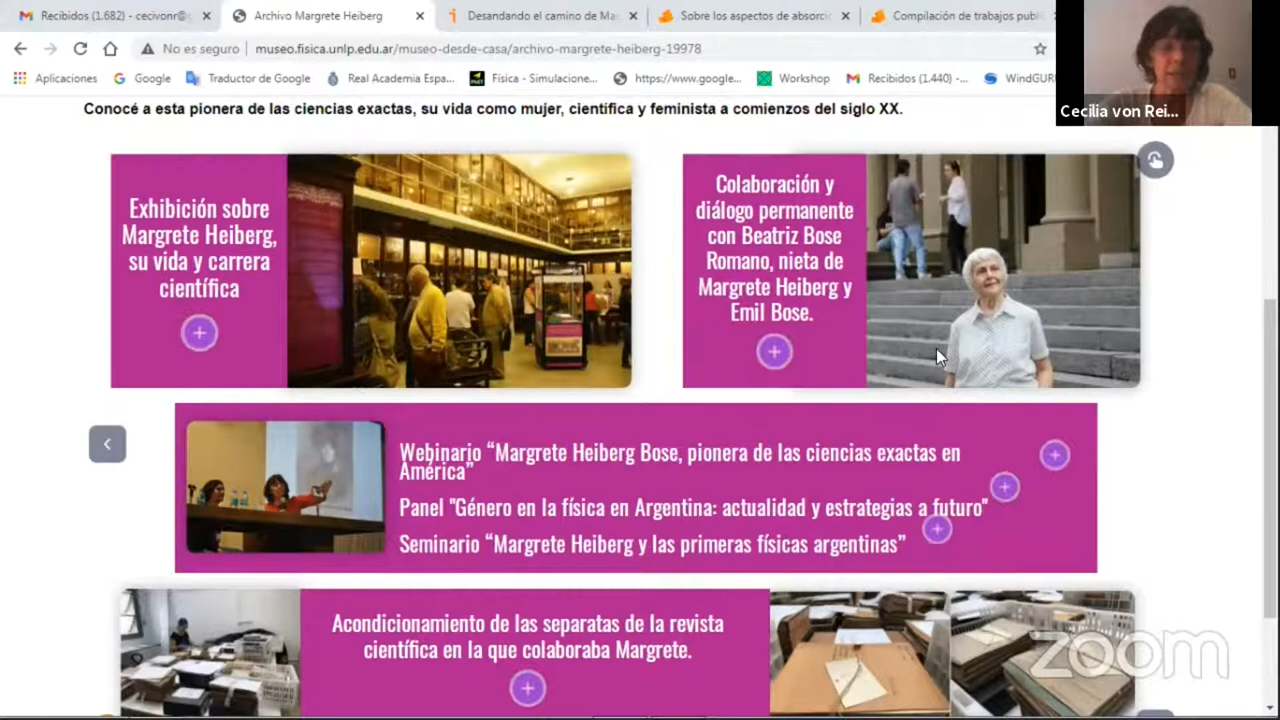 Recibidos (1.682) - cecivonr@g
Archivo Margrete Heiberg
Desandando el camino de Ma
Sobre los aspectos de absorci
Compilación de trabajos publi
No es seguro
museo.fisica.unlp.edu.ar/museo-desde-casa/archivo-margrete-heiberg-19978
Aplicaciones
Google
Traductor de Google
Real Academia Espa...
Física - Simulacione...
https://www.google...
Workshop
Recibidos (1.440) -...
WindGURU
Cecilia von Rei...
Conocé a esta pionera de las ciencias exactas, su vida como mujer, científica y feminista a comienzos del siglo XX.
Exhibición sobre
Margrete Heiberg,
su vida y carrera
científica
Colaboración y
diálogo permanente
con Beatriz Bose
Romano, nieta de
Margrete Heiberg y
Emil Bose.
Webinario “Margrete Heiberg Bose, pionera de las ciencias exactas en
América”
Panel "Género en la física en Argentina: actualidad y estrategias a futuro"
Seminario “Margrete Heiberg y las primeras físicas argentinas”
Acondicionamiento de las separatas de la revista
científica en la que colaboraba Margrete.
zoom